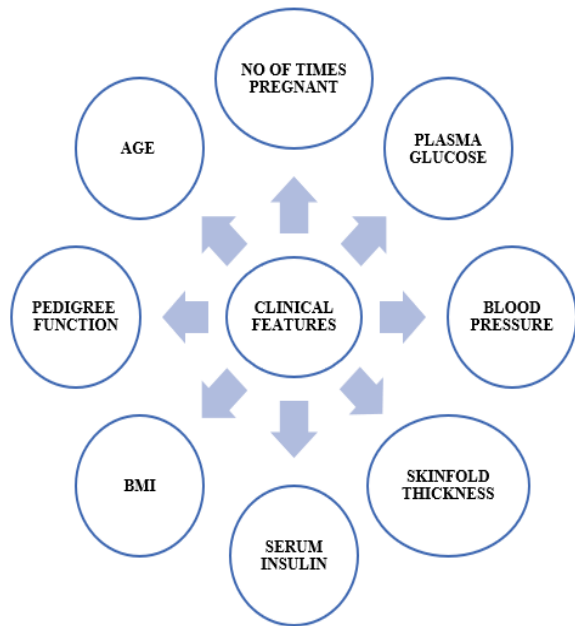 NO OF TIMES
PREGNANT
AGE
PLASMA
GLUCOSE
PEDIGREE
FUNCTION
CLINICAL
FEATURES
BLOOD
PRESSURE
BMI
SKINFOLD
THICKNESS
SERUM
INSULIN